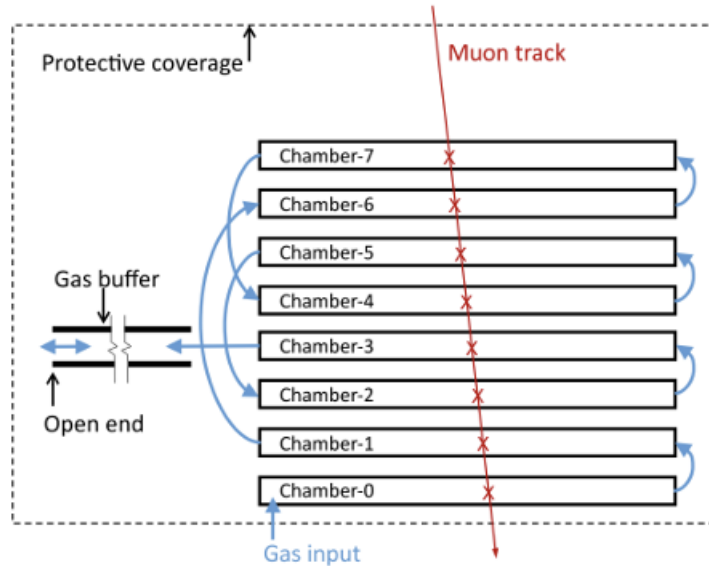 Protective coverage
Muon track
Chamber-7
Chamber-6
Chamber-5
Gas buffer
Chamber-4
Chamber-3
Chamber-2
Open end
Chamber-1
Chamber-0
Gas input